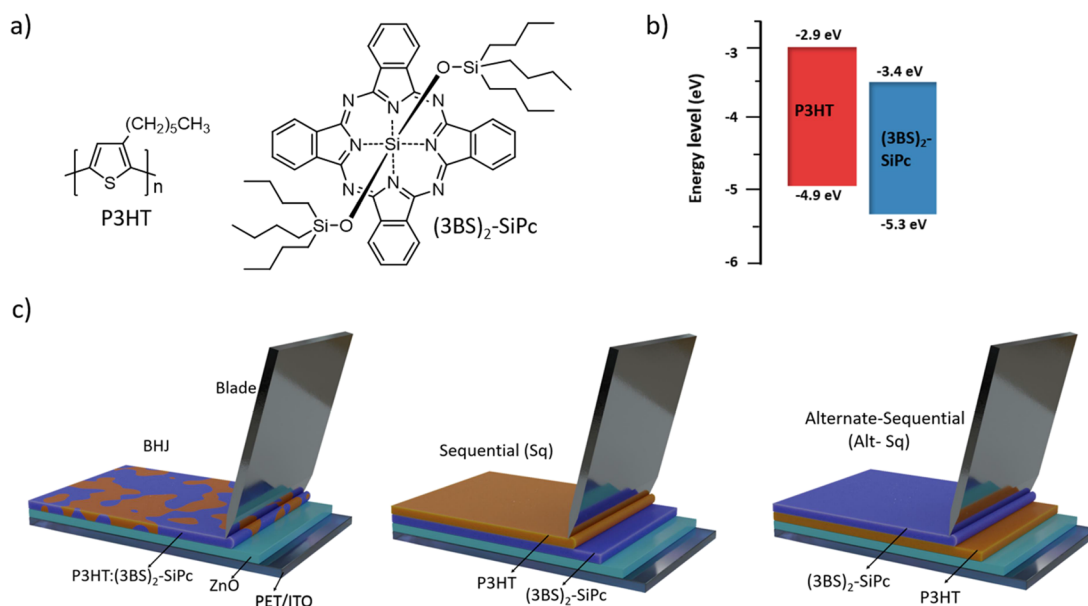 a)
(CH₂)₅CH₃
S
n
P3HT
N
N
N
N
N
Si
N
N
N
O
Si
Si
O
(3BS)₂-SiPc
b)
Energy level (eV)
-3
-4
-5
-6
-2.9 eV
-3.4 eV
P3HT
(3BS)₂-
SiPc
-4.9 eV
-5.3 eV
c)
Blade
BHJ
P3HT:(3BS)₂-SiPc
ZnO
PET/ITO
Sequential (Sq)
P3HT
(3BS)₂-SiPc
Alternate-Sequential
(Alt- Sq)
(3BS)₂-SiPc
P3HT